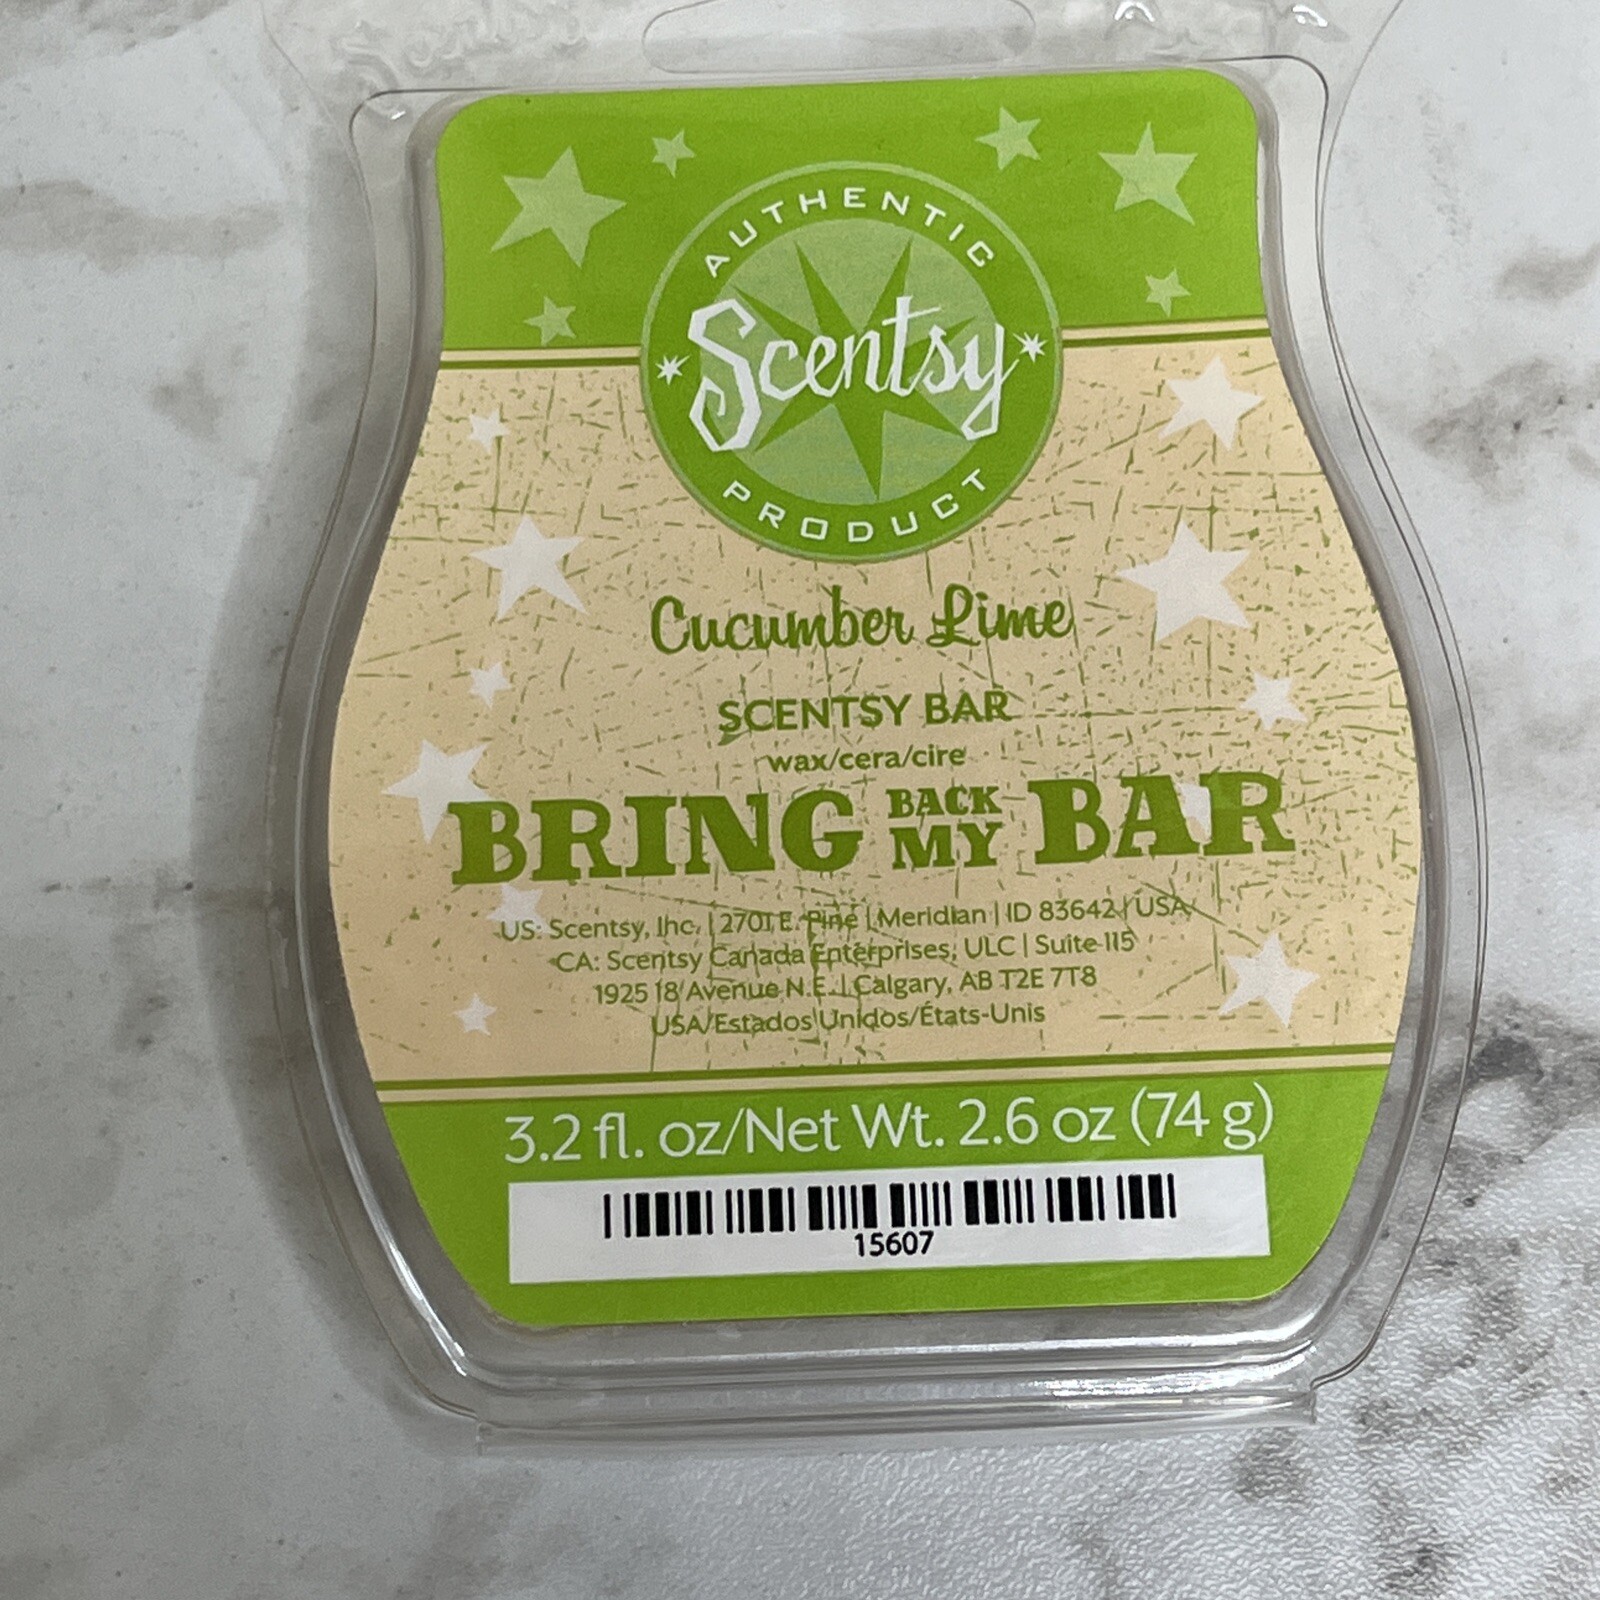 AUTHENTIC
Scentsy
PRODUCT
Cucumber Lime
SCENTSY BAR
wax/cera/cire
BRING BACK MY BAR
US: Scentsy, Inc. | 2701 E. Pine | Meridian | ID 83642 | USA
CA: Scentsy Canada Enterprises, ULC | Suite 115
1925 18 Avenue N.E. | Calgary, AB T2E 7T8
USA/Estados Unidos/États-Unis
3.2 fl. oz/Net Wt. 2.6 oz (74 g)
15607